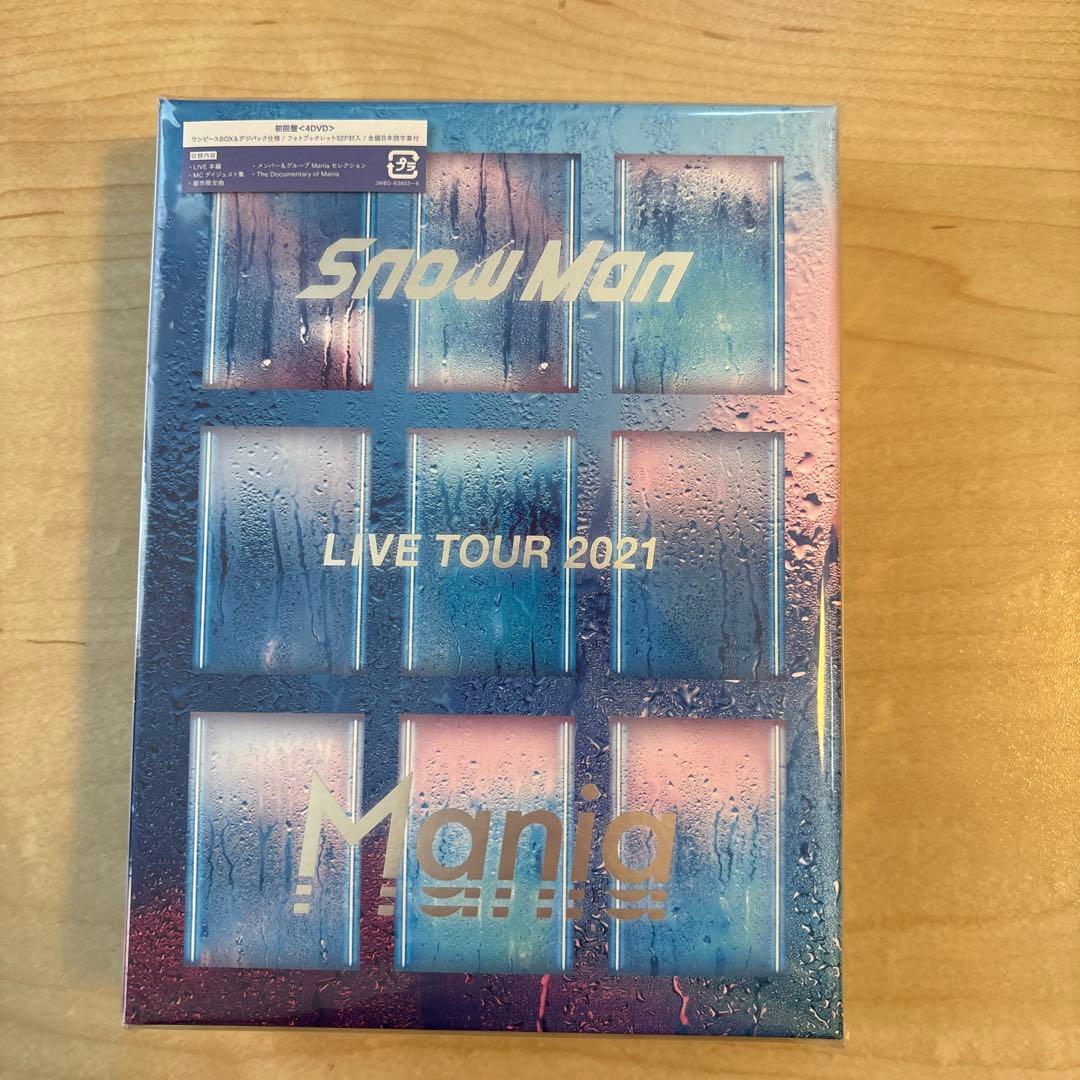 初回盤<4DVD>
ワンピースBOX&デジパック仕様 / フォトブックレット52P封入 / 全編日本語字幕付
収録内容
・LIVE 本編
・メンバー&グループ Mania セレクション
・MC ダイジェスト集
・The Documentary of Mania
・都市限定曲
プラ
JWBD-63803~6
Snow Man
LIVE TOUR 2021
Mania